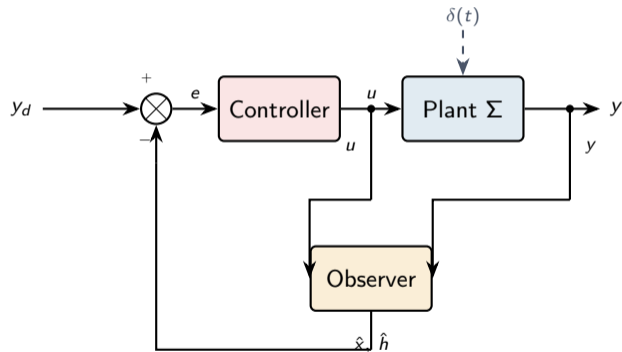 δ(t)
+
y_d
e
Controller
u
Plant Σ
y
−
u
y
Observer
x̂, ĥ